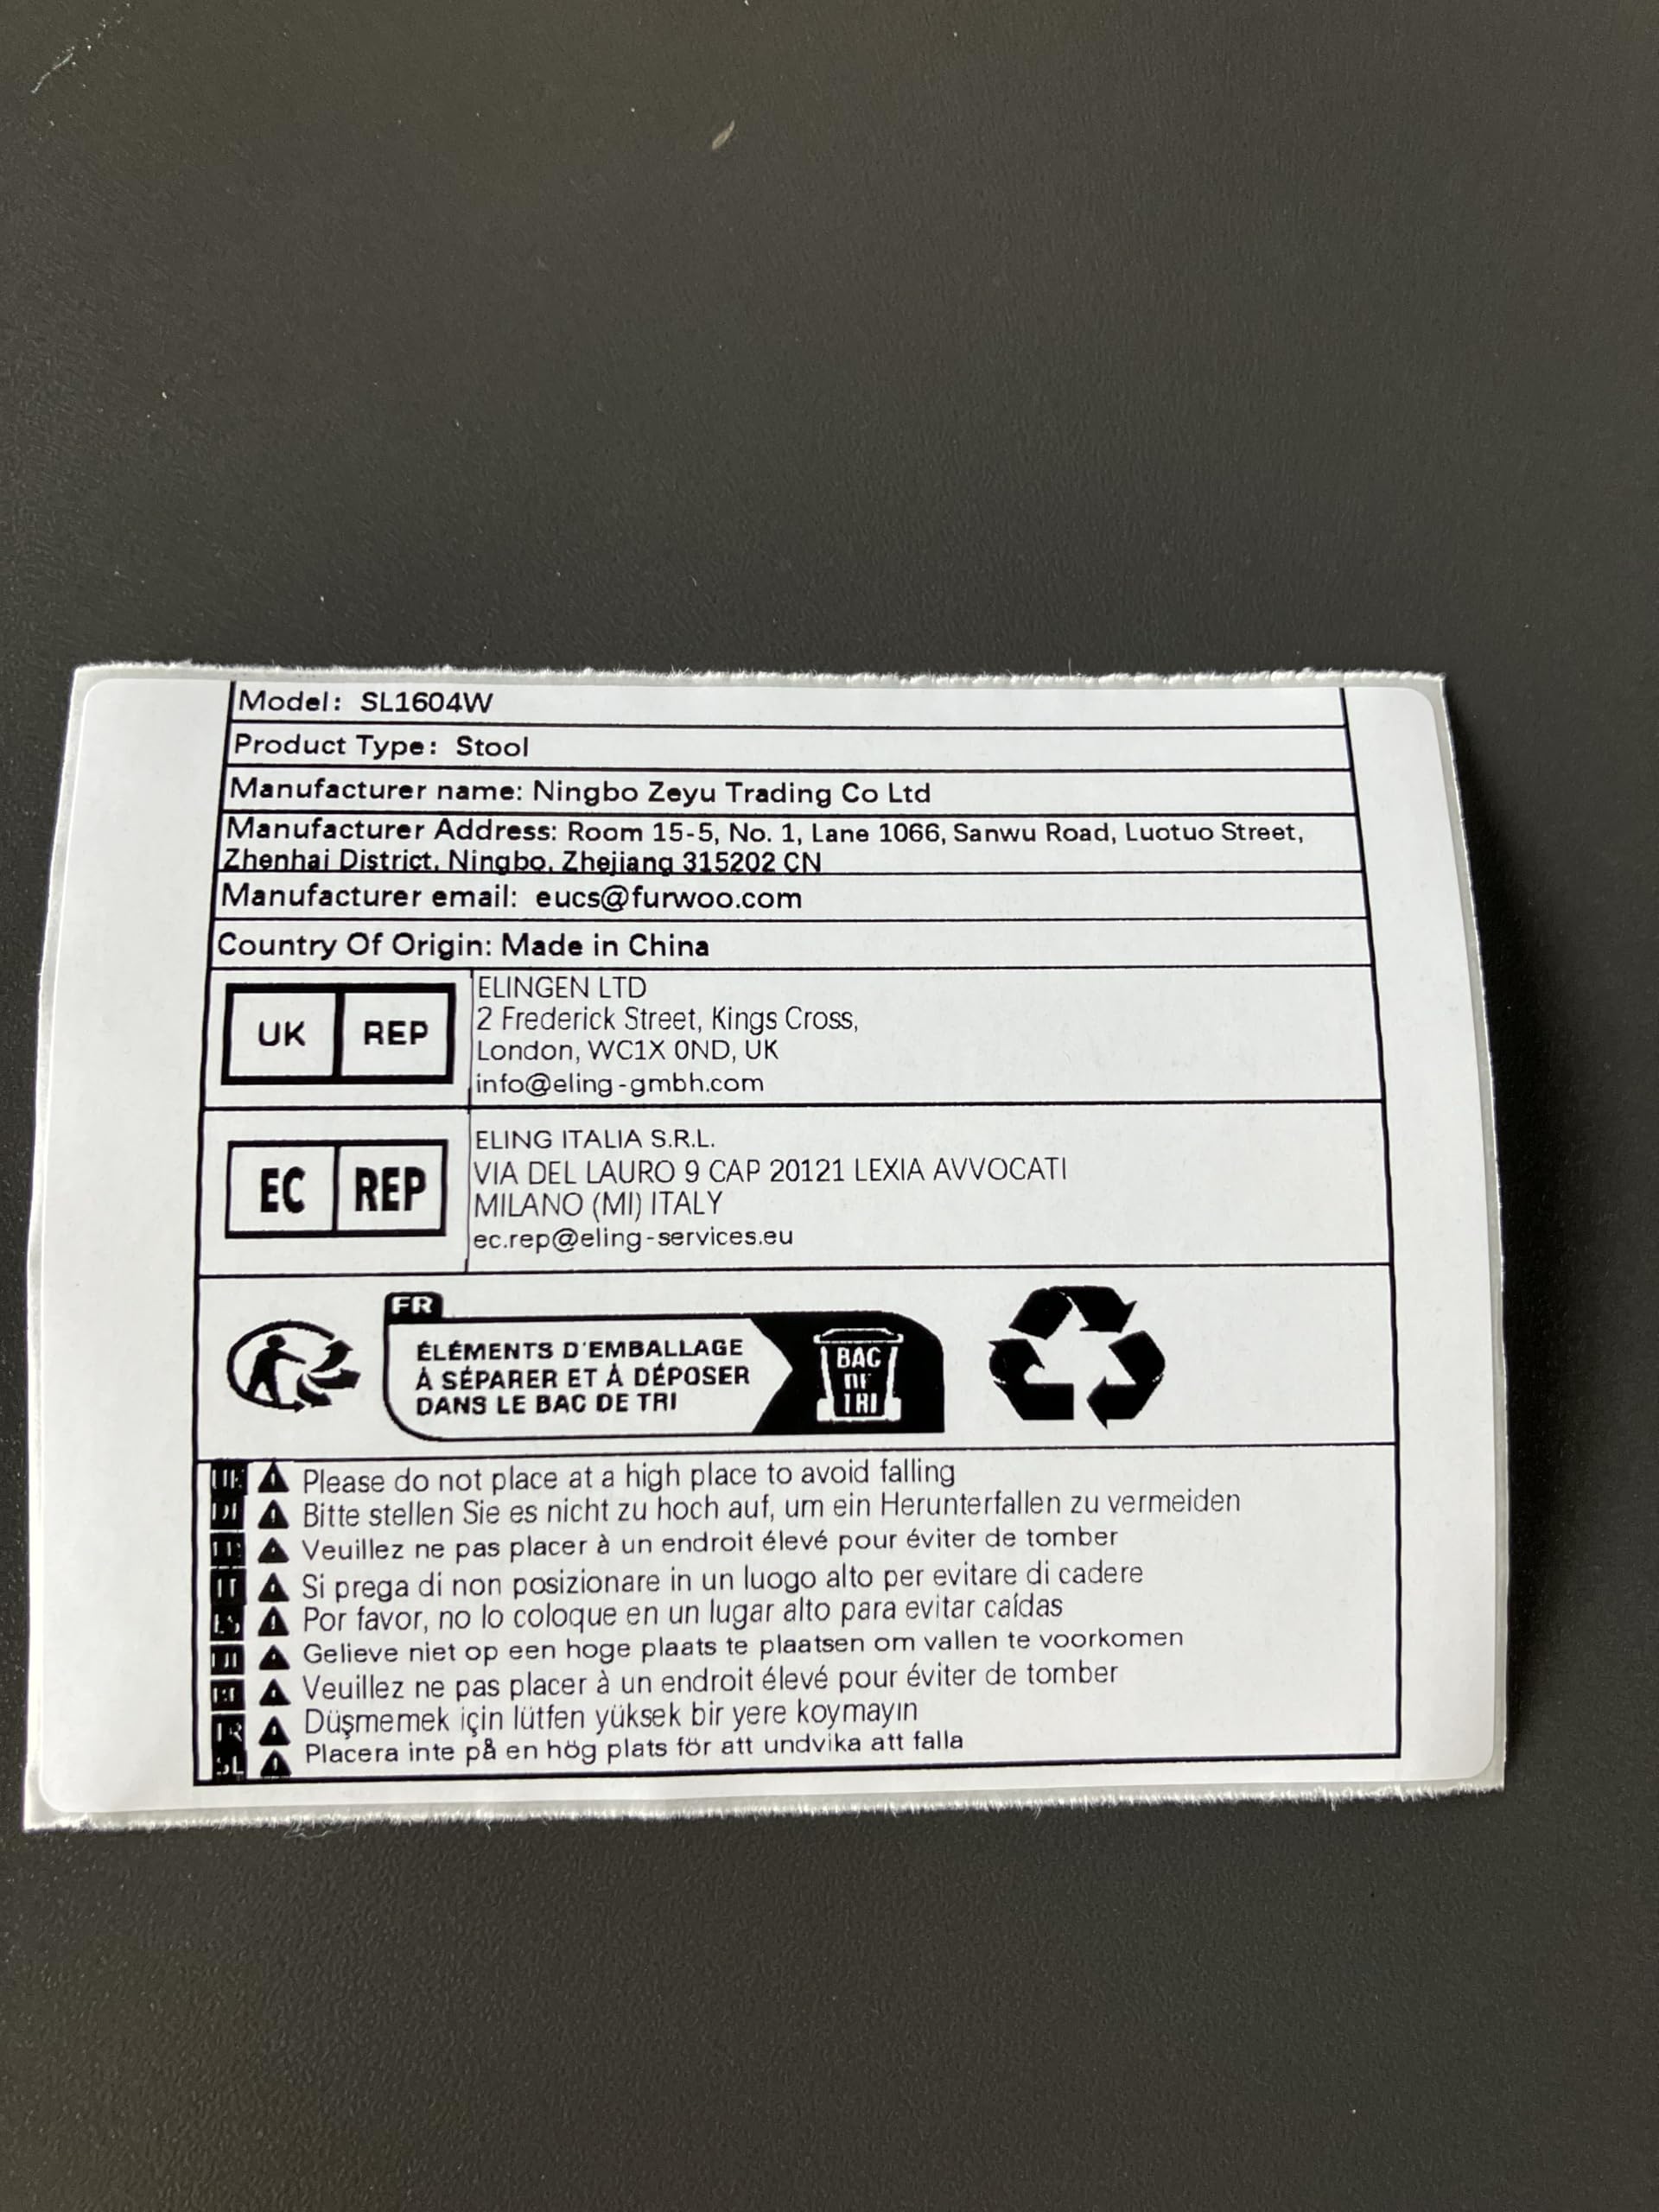 Model: SL1604W
Product Type: Stool
Manufacturer name: Ningbo Zeyu Trading Co Ltd
Manufacturer Address: Room 15-5, No. 1, Lane 1066, Sanwu Road, Luotuo Street,
Zhenhai District, Ningbo, Zhejiang 315202 CN
Manufacturer email: eucs@furwoo.com
Country Of Origin: Made in China
UK REP
ELINGEN LTD
2 Frederick Street, Kings Cross,
London, WC1X 0ND, UK
info@eling-gmbh.com
EC REP
ELING ITALIA S.R.L.
VIA DEL LAURO 9 CAP 20121 LEXIA AVVOCATI
MILANO (MI) ITALY
ec.rep@eling-services.eu
FR
ÉLÉMENTS D'EMBALLAGE
À SÉPARER ET À DÉPOSER
DANS LE BAC DE TRI
BAC
DE
TRI
Please do not place at a high place to avoid falling
Bitte stellen Sie es nicht zu hoch auf, um ein Herunterfallen zu vermeiden
Veuillez ne pas placer à un endroit élevé pour éviter de tomber
IT Si prega di non posizionare in un luogo alto per evitare di cadere
ES Por favor, no lo coloque en un lugar alto para evitar caídas
Gelieve niet op een hoge plaats te plaatsen om vallen te voorkomen
Veuillez ne pas placer à un endroit élevé pour éviter de tomber
Düşmemek için lütfen yüksek bir yere koymayın
Placera inte på en hög plats för att undvika att falla